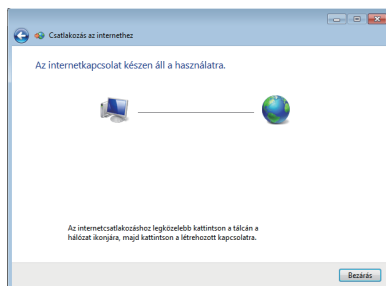 Csatlakozás az internethez
Az internetkapcsolat készen áll a használatra.
Az internetcsatlakozáshoz legközelebb kattintson a tálcán a
hálózat ikonjára, majd kattintson a létrehozott kapcsolatra.
Bezárás